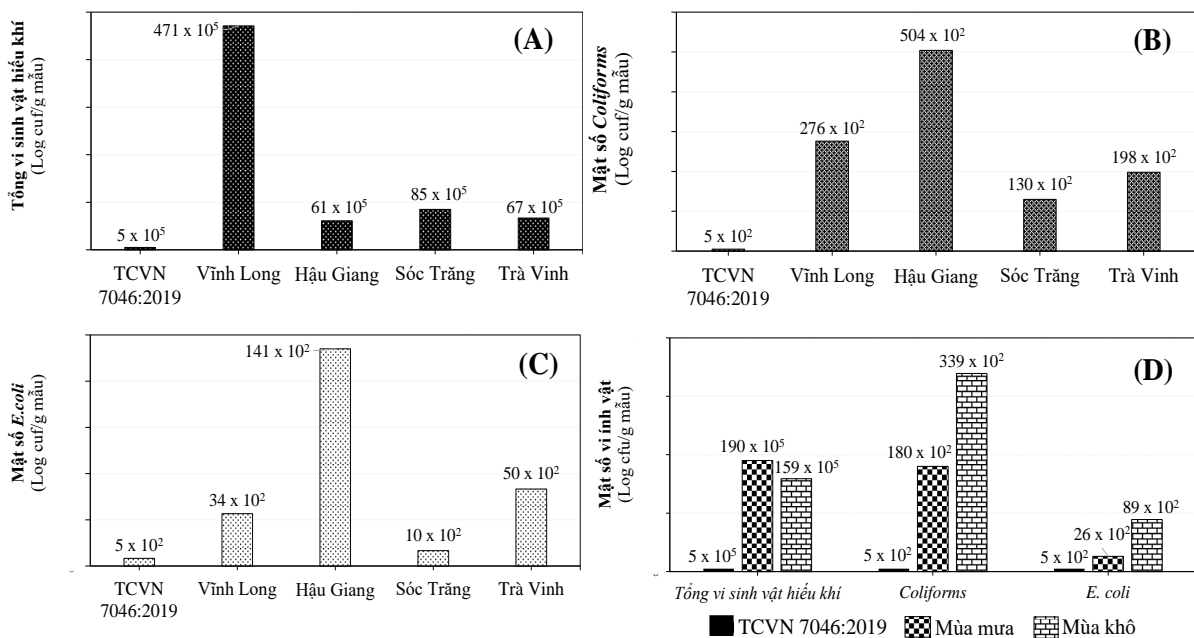 (A)
Tổng vi sinh vật hiếu khí
(Log cuf/g mẫu)
471 x 10⁵
5 x 10⁵
61 x 10⁵
85 x 10⁵
67 x 10⁵
TCVN
7046:2019
Vĩnh Long
Hậu Giang
Sóc Trăng
Trà Vinh
(B)
Mật số Coliforms
(Log cuf/g mẫu)
5 x 10²
276 x 10²
504 x 10²
130 x 10²
198 x 10²
TCVN
7046:2019
Vĩnh Long
Hậu Giang
Sóc Trăng
Trà Vinh
(C)
Mật số E.coli
(Log cuf/g mẫu)
5 x 10²
34 x 10²
141 x 10²
10 x 10²
50 x 10²
TCVN
7046:2019
Vĩnh Long
Hậu Giang
Sóc Trăng
Trà Vinh
(D)
Mật số vi ính vật
(Log cfu/g mẫu)
5 x 10⁵
190 x 10⁵
159 x 10⁵
5 x 10²
180 x 10²
339 x 10²
5 x 10²
26 x 10²
89 x 10²
Tổng vi sinh vật hiếu khí
Coliforms
E. coli
TCVN 7046:2019
Mùa mưa
Mùa khô